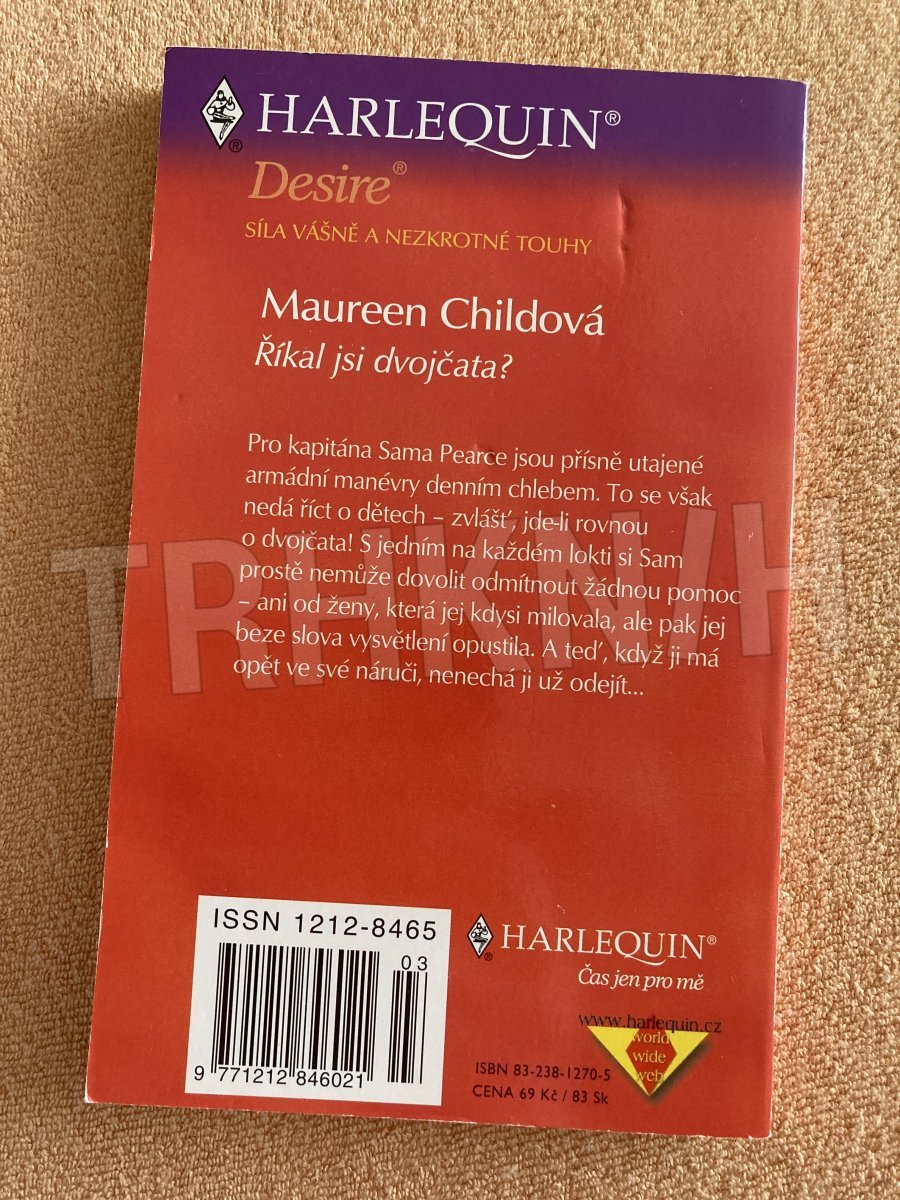 HARLEQUIN®
®
Desire®
SÍLA VÁŠNĚ A NEZKROTNÉ TOUHY
Maureen Childová
Říkal jsi dvojčata?
Pro kapitána Sama Pearce jsou přísně utajené
armádní manévry denním chlebem. To se však
nedá říct o dětech – zvlášť, jde-li rovnou
o dvojčata! S jedním na každém lokti si Sam
prostě nemůže dovolit odmítnout žádnou pomoc
– ani od ženy, která jej kdysi milovala, ale pak jej
beze slova vysvětlení opustila. A teď, když ji má
opět ve své náruči, nenechá ji už odejít...
TRHKNIH
ISSN 1212-8465
03
9 771212 846021
HARLEQUIN®
®
Čas jen pro mě
www.harlequin.cz
world
wide
web
ISBN 83-238-1270-5
CENA 69 Kč / 83 Sk